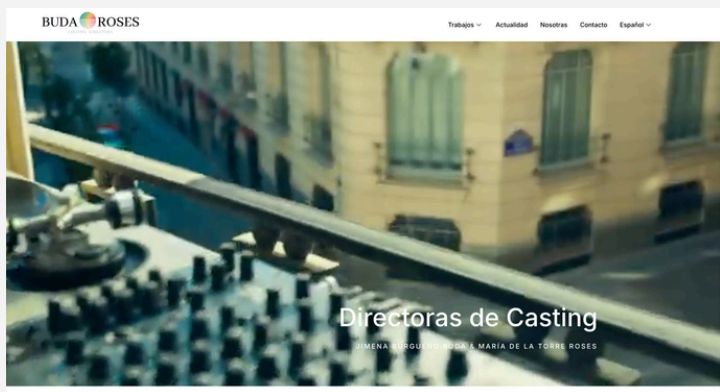 BUDA ROSES
CASTING DIRECTORS
Trabajos
Actualidad
Nosotras
Contacto
Español
Directoras de Casting
JIMENA BURGUEÑO BUDA & MARÍA DE LA TORRE ROSES